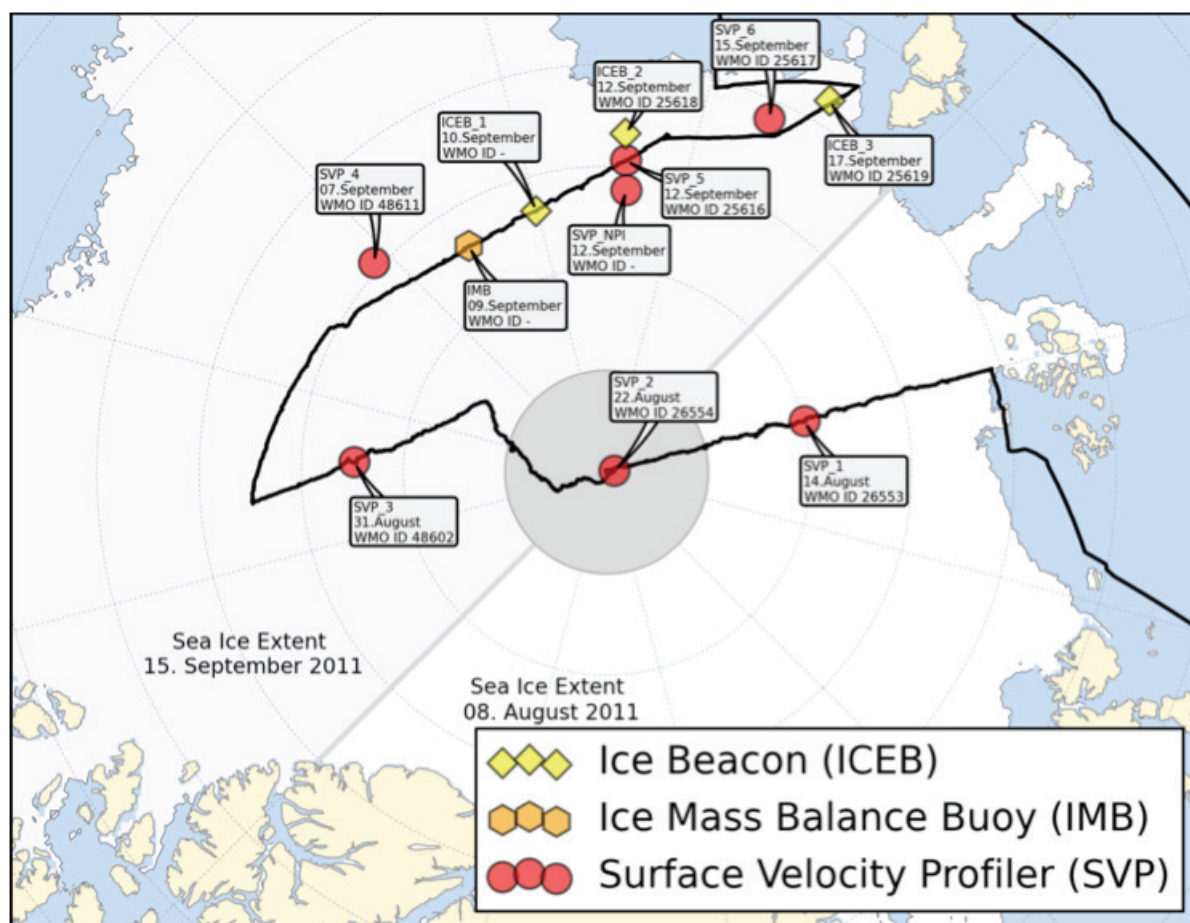 SVP_6
15.September
WMO ID 25617
ICEB_2
12.September
WMO ID 25618
ICEB_1
10.September
WMO ID -
ICEB_3
17.September
WMO ID 25619
SVP_4
07.September
WMO ID 48611
SVP_5
12.September
WMO ID 25616
SVP_NPI
12.September
WMO ID -
IMB
09.September
WMO ID -
SVP_2
22.August
WMO ID 26554
SVP_1
14.August
WMO ID 26553
SVP_3
31.August
WMO ID 48602
Sea Ice Extent
15. September 2011
Sea Ice Extent
08. August 2011
Ice Beacon (ICEB)
Ice Mass Balance Buoy (IMB)
Surface Velocity Profiler (SVP)